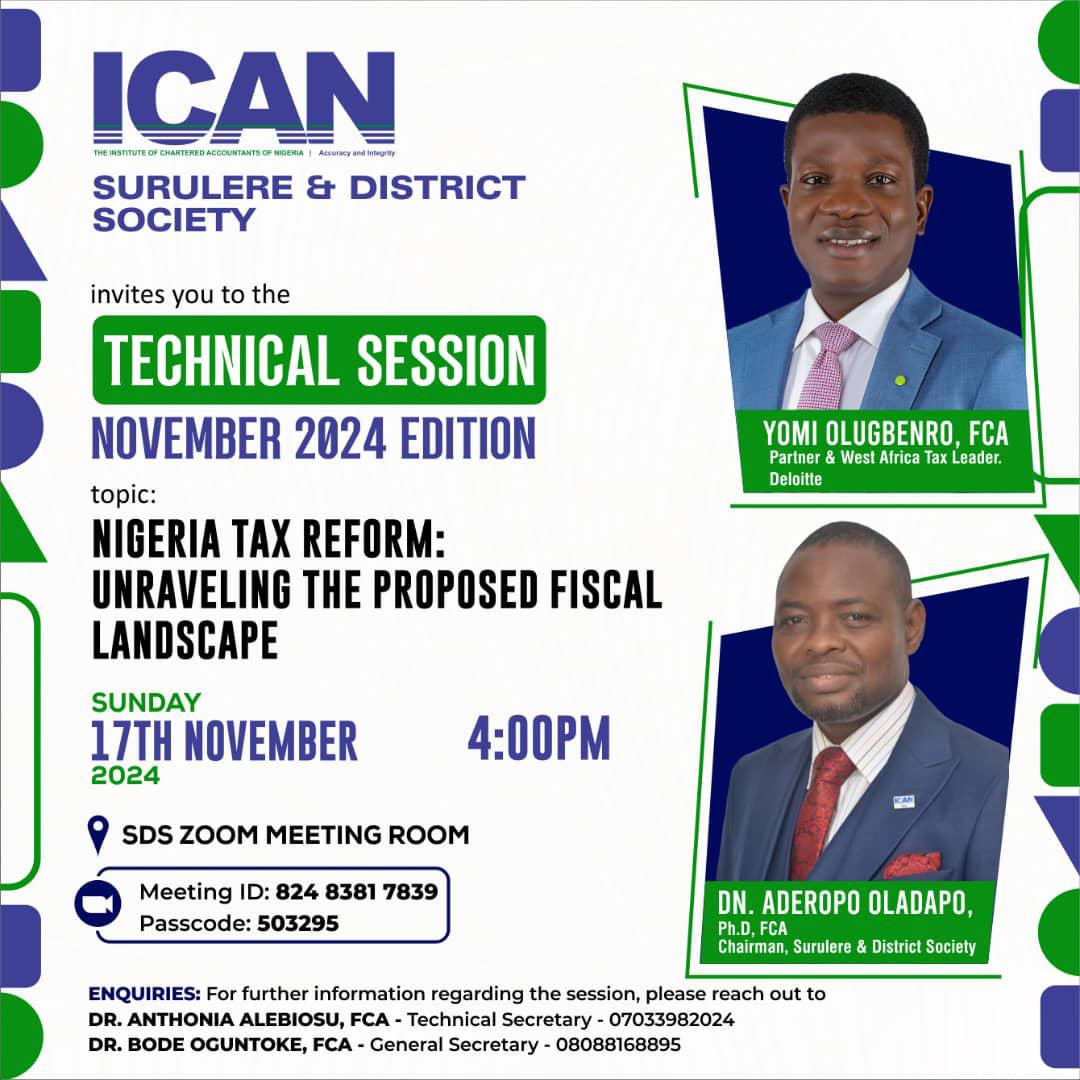 ICAN
THE INSTITUTE OF CHARTERED ACCOUNTANTS OF NIGERIA | Accuracy and Integrity
SURULERE & DISTRICT
SOCIETY
invites you to the
TECHNICAL SESSION
NOVEMBER 2024 EDITION
topic:
NIGERIA TAX REFORM:
UNRAVELING THE PROPOSED FISCAL
LANDSCAPE
SUNDAY
17TH NOVEMBER
2024
4:00PM
SDS ZOOM MEETING ROOM
Meeting ID: 824 8381 7839
Passcode: 503295
YOMI OLUGBENRO, FCA
Partner & West Africa Tax Leader.
Deloitte
ICAN
DN. ADEROPO OLADAPO,
Ph.D, FCA
Chairman, Surulere & District Society
ENQUIRIES: For further information regarding the session, please reach out to
DR. ANTHONIA ALEBIOSU, FCA - Technical Secretary - 07033982024
DR. BODE OGUNTOKE, FCA - General Secretary - 08088168895